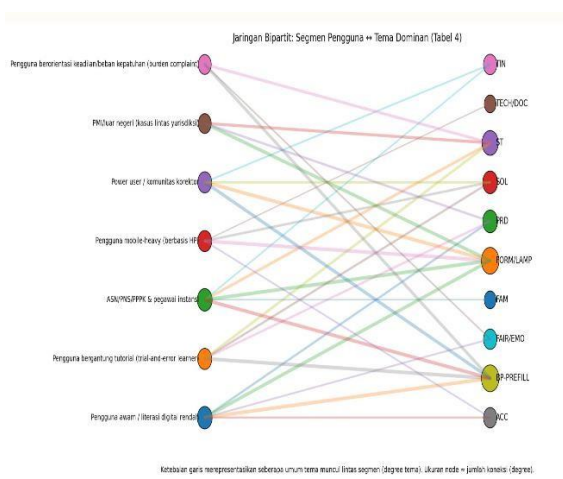 Jaringan Bipartit: Segmen Pengguna ↔ Tema Dominan (Tabel 4)
Pengguna berorientasi keadilan/beban kepatuhan (burden complaint)
TIN
TECH/DOC
PMI/luar negeri (kasus lintas yurisdiksi)
ST
Power user / komunitas korektor
SOL
PRD
Pengguna mobile-heavy (berbasis HP)
FORM/LAMP
ASN/PNS/PPPK & pegawai instansi
FAM
FAIR/EMO
Pengguna bergantung tutorial (trial-and-error learner)
BP-PREFILL
Pengguna awam / literasi digital rendah
ACC
Ketebalan garis merepresentasikan seberapa umum tema muncul lintas segmen (degree tema). Ukuran node ≈ jumlah koneksi (degree).